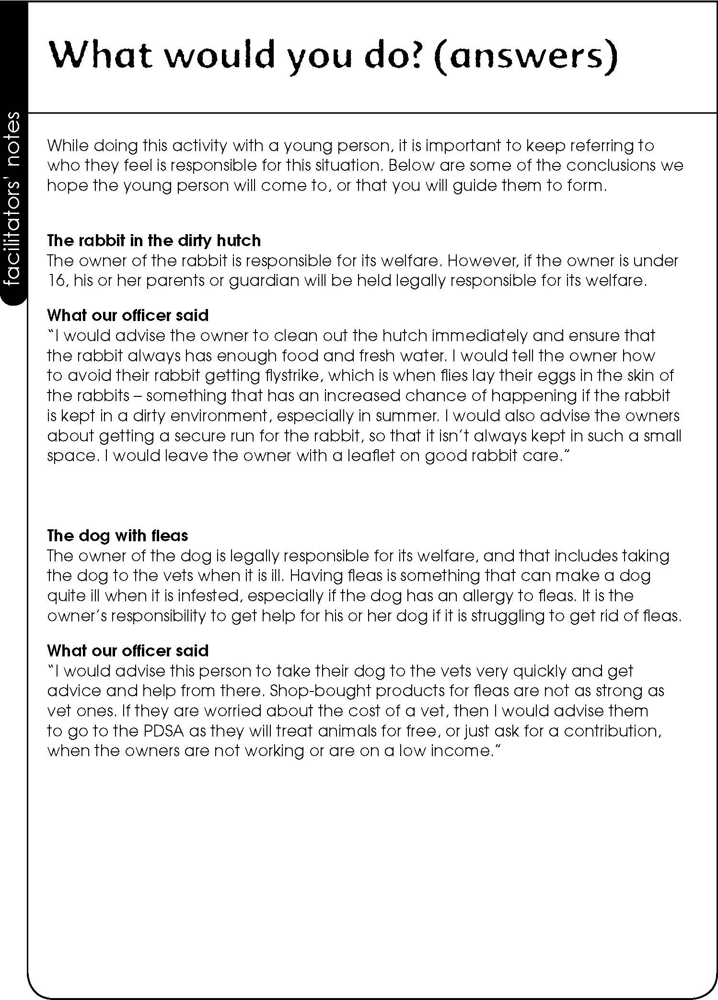 What would you do? (answers)
facilitators' notes
While doing this activity with a young person, it is important to keep referring to
who they feel is responsible for this situation. Below are some of the conclusions we
hope the young person will come to, or that you will guide them to form.
The rabbit in the dirty hutch
The owner of the rabbit is responsible for its welfare. However, if the owner is under
16, his or her parents or guardian will be held legally responsible for its welfare.
What our officer said
“I would advise the owner to clean out the hutch immediately and ensure that
the rabbit always has enough food and fresh water. I would tell the owner how
to avoid their rabbit getting flystrike, which is when flies lay their eggs in the skin of
the rabbits – something that has an increased chance of happening if the rabbit
is kept in a dirty environment, especially in summer. I would also advise the owners
about getting a secure run for the rabbit, so that it isn’t always kept in such a small
space. I would leave the owner with a leaflet on good rabbit care.”
The dog with fleas
The owner of the dog is legally responsible for its welfare, and that includes taking
the dog to the vets when it is ill. Having fleas is something that can make a dog
quite ill when it is infested, especially if the dog has an allergy to fleas. It is the
owner’s responsibility to get help for his or her dog if it is struggling to get rid of fleas.
What our officer said
“I would advise this person to take their dog to the vets very quickly and get
advice and help from there. Shop-bought products for fleas are not as strong as
vet ones. If they are worried about the cost of a vet, then I would advise them
to go to the PDSA as they will treat animals for free, or just ask for a contribution,
when the owners are not working or are on a low income.”